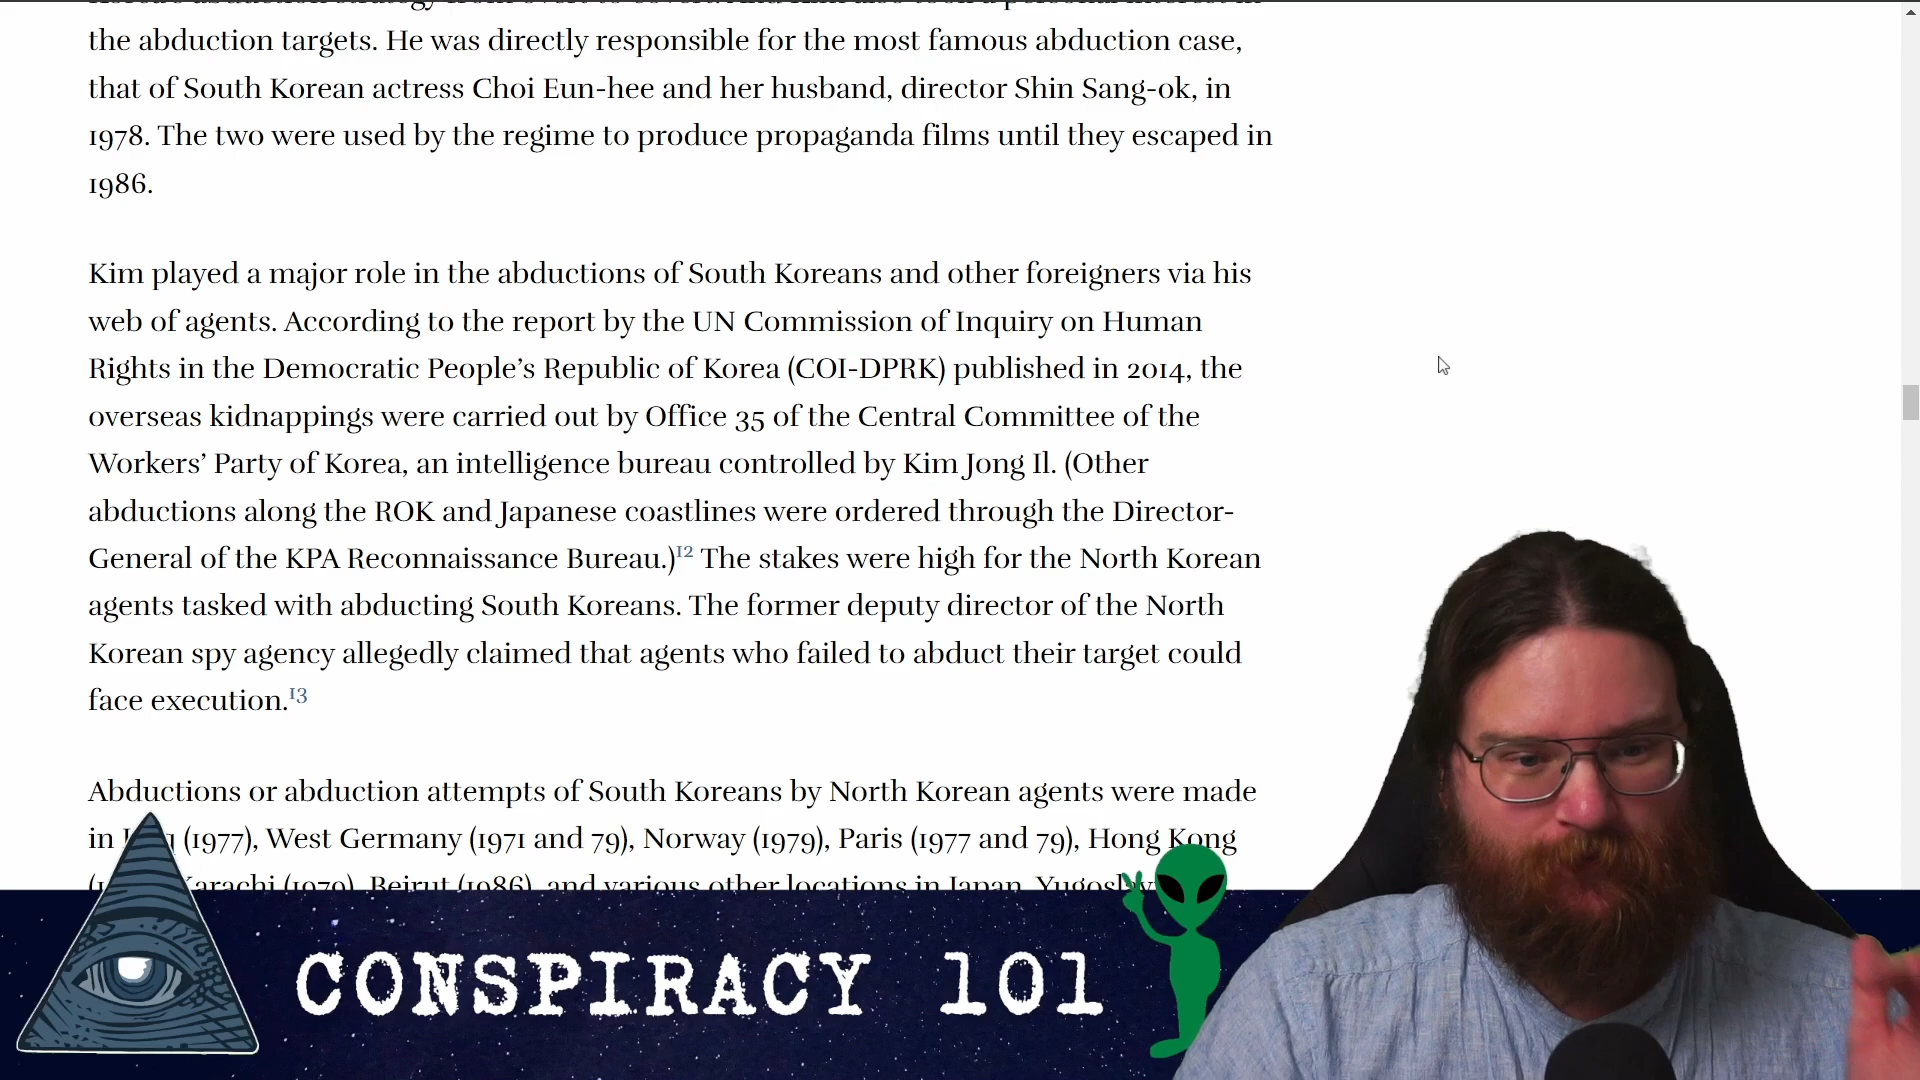 the abduction targets. He was directly responsible for the most famous abduction case,
that of South Korean actress Choi Eun-hee and her husband, director Shin Sang-ok, in
1978. The two were used by the regime to produce propaganda films until they escaped in
1986.
Kim played a major role in the abductions of South Koreans and other foreigners via his
web of agents. According to the report by the UN Commission of Inquiry on Human
Rights in the Democratic People’s Republic of Korea (COI-DPRK) published in 2014, the
overseas kidnappings were carried out by Office 35 of the Central Committee of the
Workers’ Party of Korea, an intelligence bureau controlled by Kim Jong Il. (Other
abductions along the ROK and Japanese coastlines were ordered through the Director-
General of the KPA Reconnaissance Bureau.)12 The stakes were high for the North Korean
agents tasked with abducting South Koreans. The former deputy director of the North
Korean spy agency allegedly claimed that agents who failed to abduct their target could
face execution.13
Abductions or abduction attempts of South Koreans by North Korean agents were made
in (1977), West Germany (1971 and 79), Norway (1979), Paris (1977 and 79), Hong Kong
Karachi (1979), Beirut (1986), and various other locations in Japan,
CONSPIRACY 101